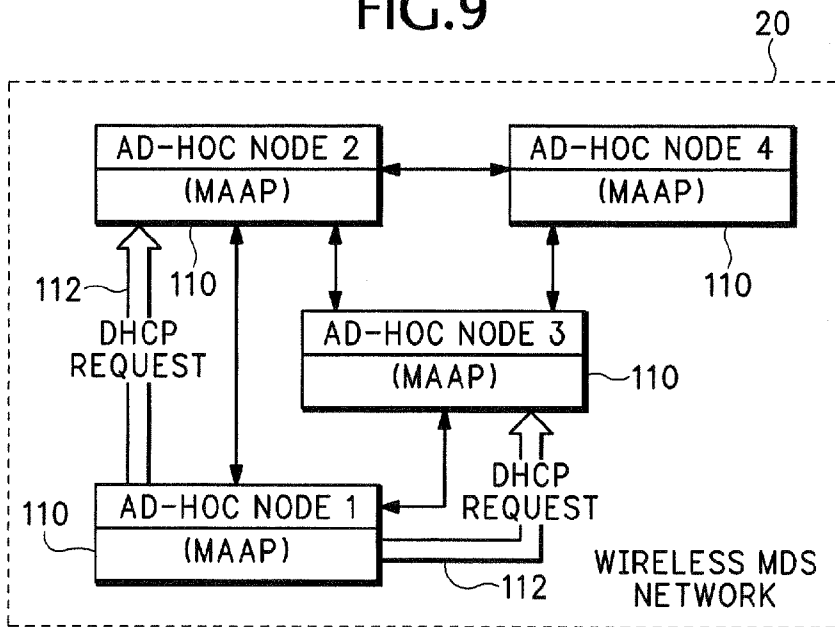 FIG.9
20
AD-HOC NODE 2
(MAAP)
AD-HOC NODE 4
(MAAP)
110
110
112
DHCP
REQUEST
AD-HOC NODE 3
(MAAP)
110
DHCP
REQUEST
AD-HOC NODE 1
(MAAP)
110
112
WIRELESS MDS
NETWORK